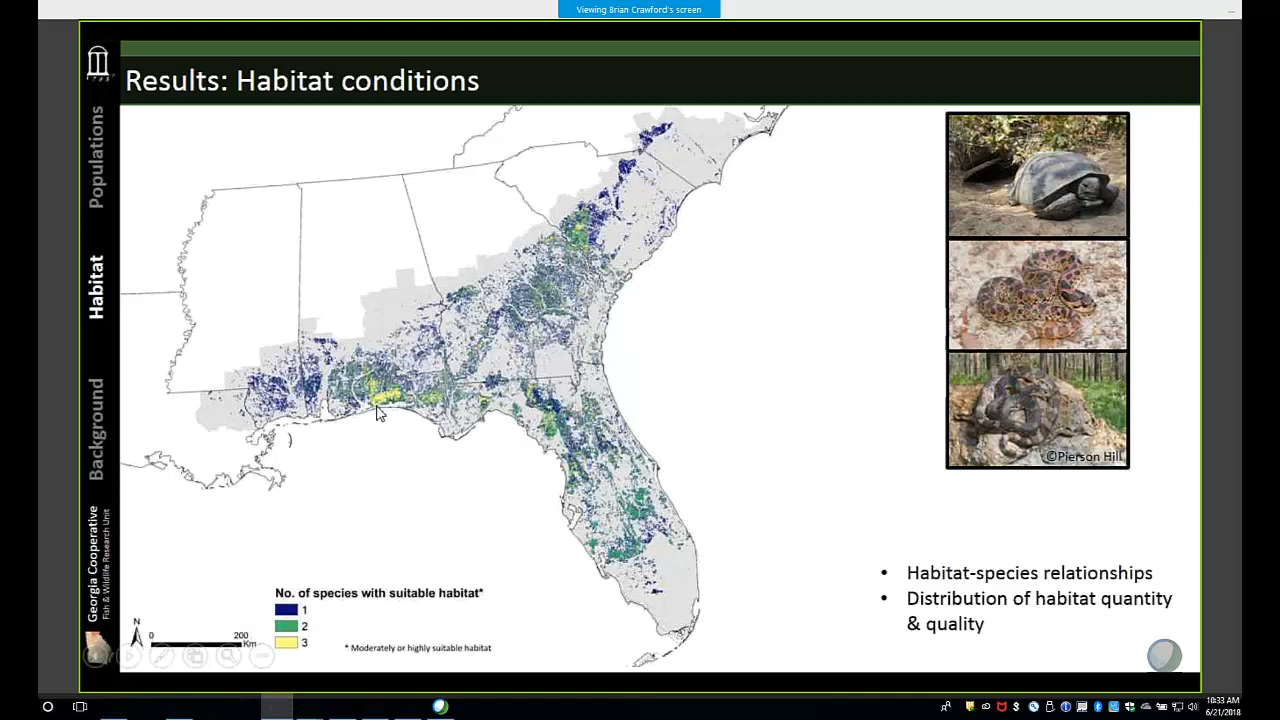 Viewing Brian Crawford's screen
Results: Habitat conditions
Populations
Habitat
Background
Georgia Cooperative
Fish & Wildlife Research Unit
©Pierson Hill
• Habitat-species relationships
• Distribution of habitat quantity
& quality
No. of species with suitable habitat*
1
2
3
* Moderately or highly suitable habitat
N
0 200
Km
10:33 AM
6/21/2018